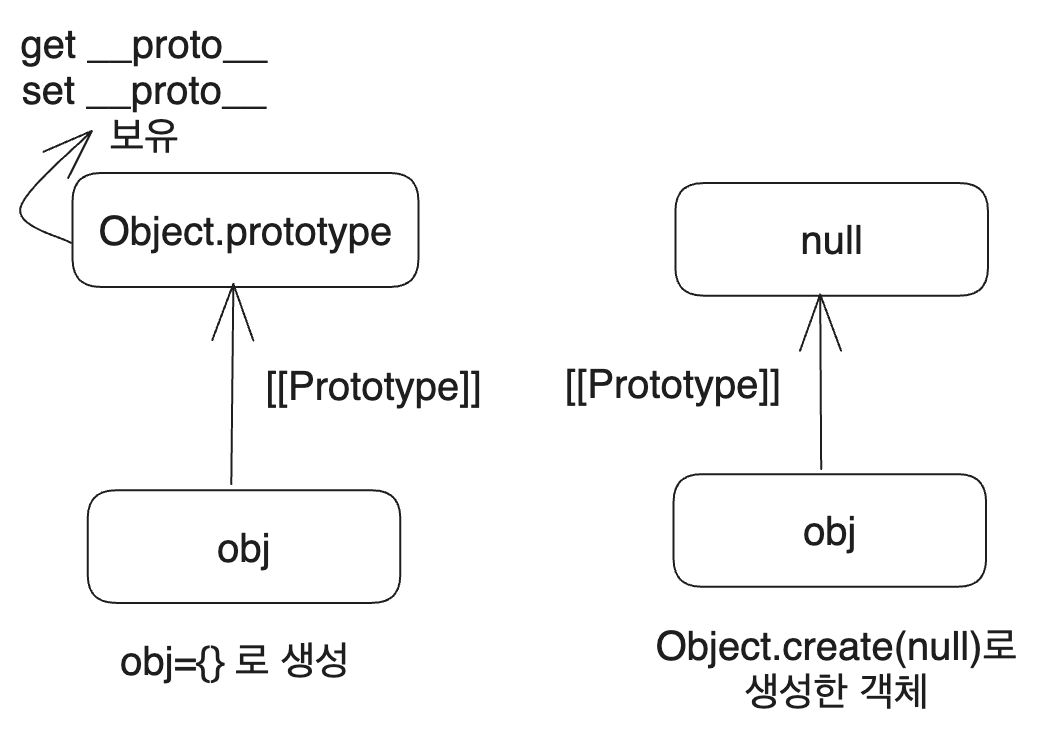 get __proto__
set __proto__
보유
Object.prototype
[[Prototype]]
obj
obj={} 로 생성
null
[[Prototype]]
obj
Object.create(null)로
생성한 객체